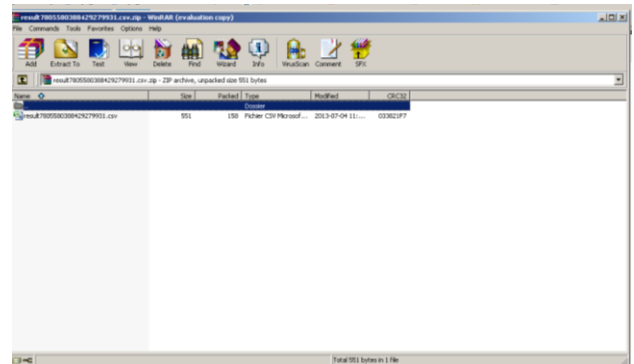 result7805580388429279931.csv.zip - WinRAR (evaluation copy)
File Commands Tools Favorites Options Help
Add Extract To Test View Delete Find Wizard Info VirusScan Comment SFX
result7805580388429279931.csv.zip - ZIP archive, unpacked size 551 bytes
Name Size Packed Type Modified CRC32
Dossier
result7805580388429279931.csv 551 158 Fichier CSV Microsof... 2013-07-04 11:... 033821F7
Total 551 bytes in 1 file